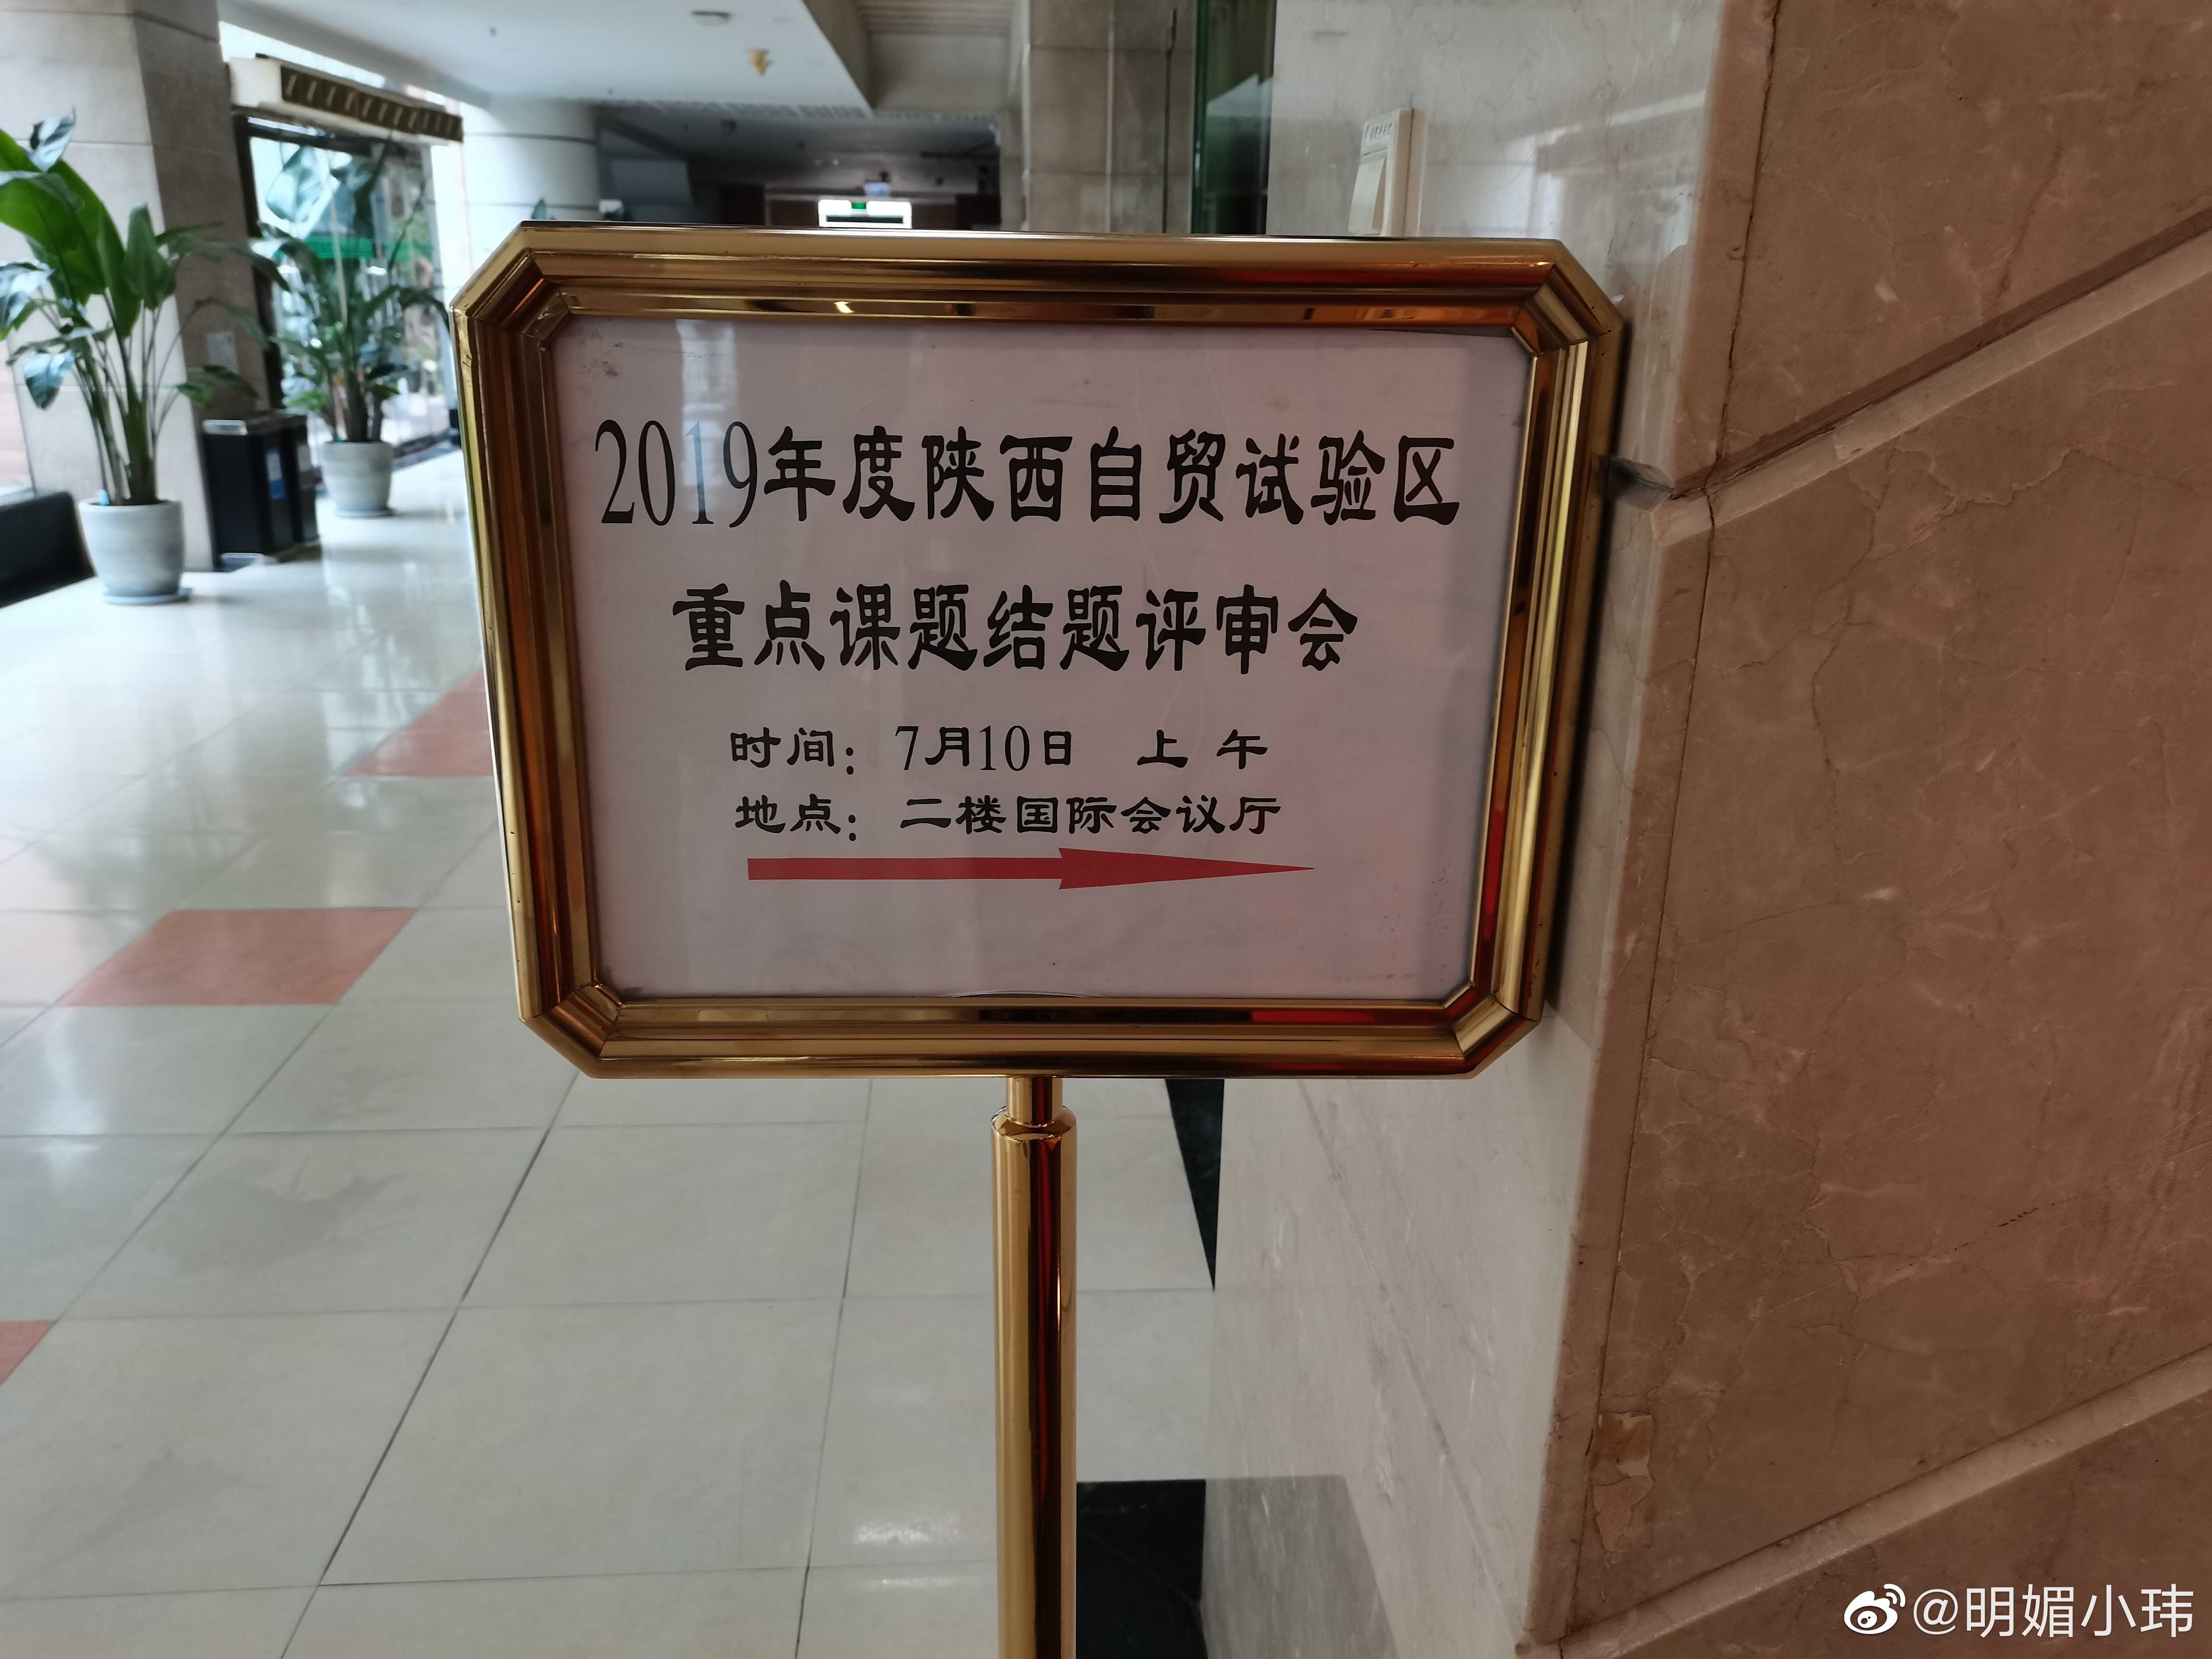 2019年度陕西自贸试验区
重点课题结题评审会
时间：7月10日 上午
地点：二楼国际会议厅
@明媚小玮